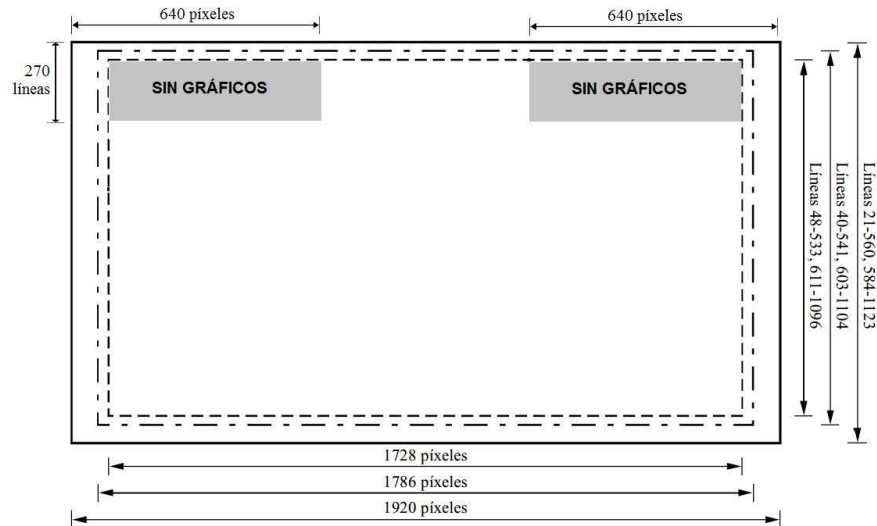 640 píxeles
640 píxeles
270
líneas
SIN GRÁFICOS
SIN GRÁFICOS
Líneas 48-533, 611-1096
Líneas 40-541, 603-1104
Líneas 21-560, 584-1123
1728 píxeles
1786 píxeles
1920 píxeles